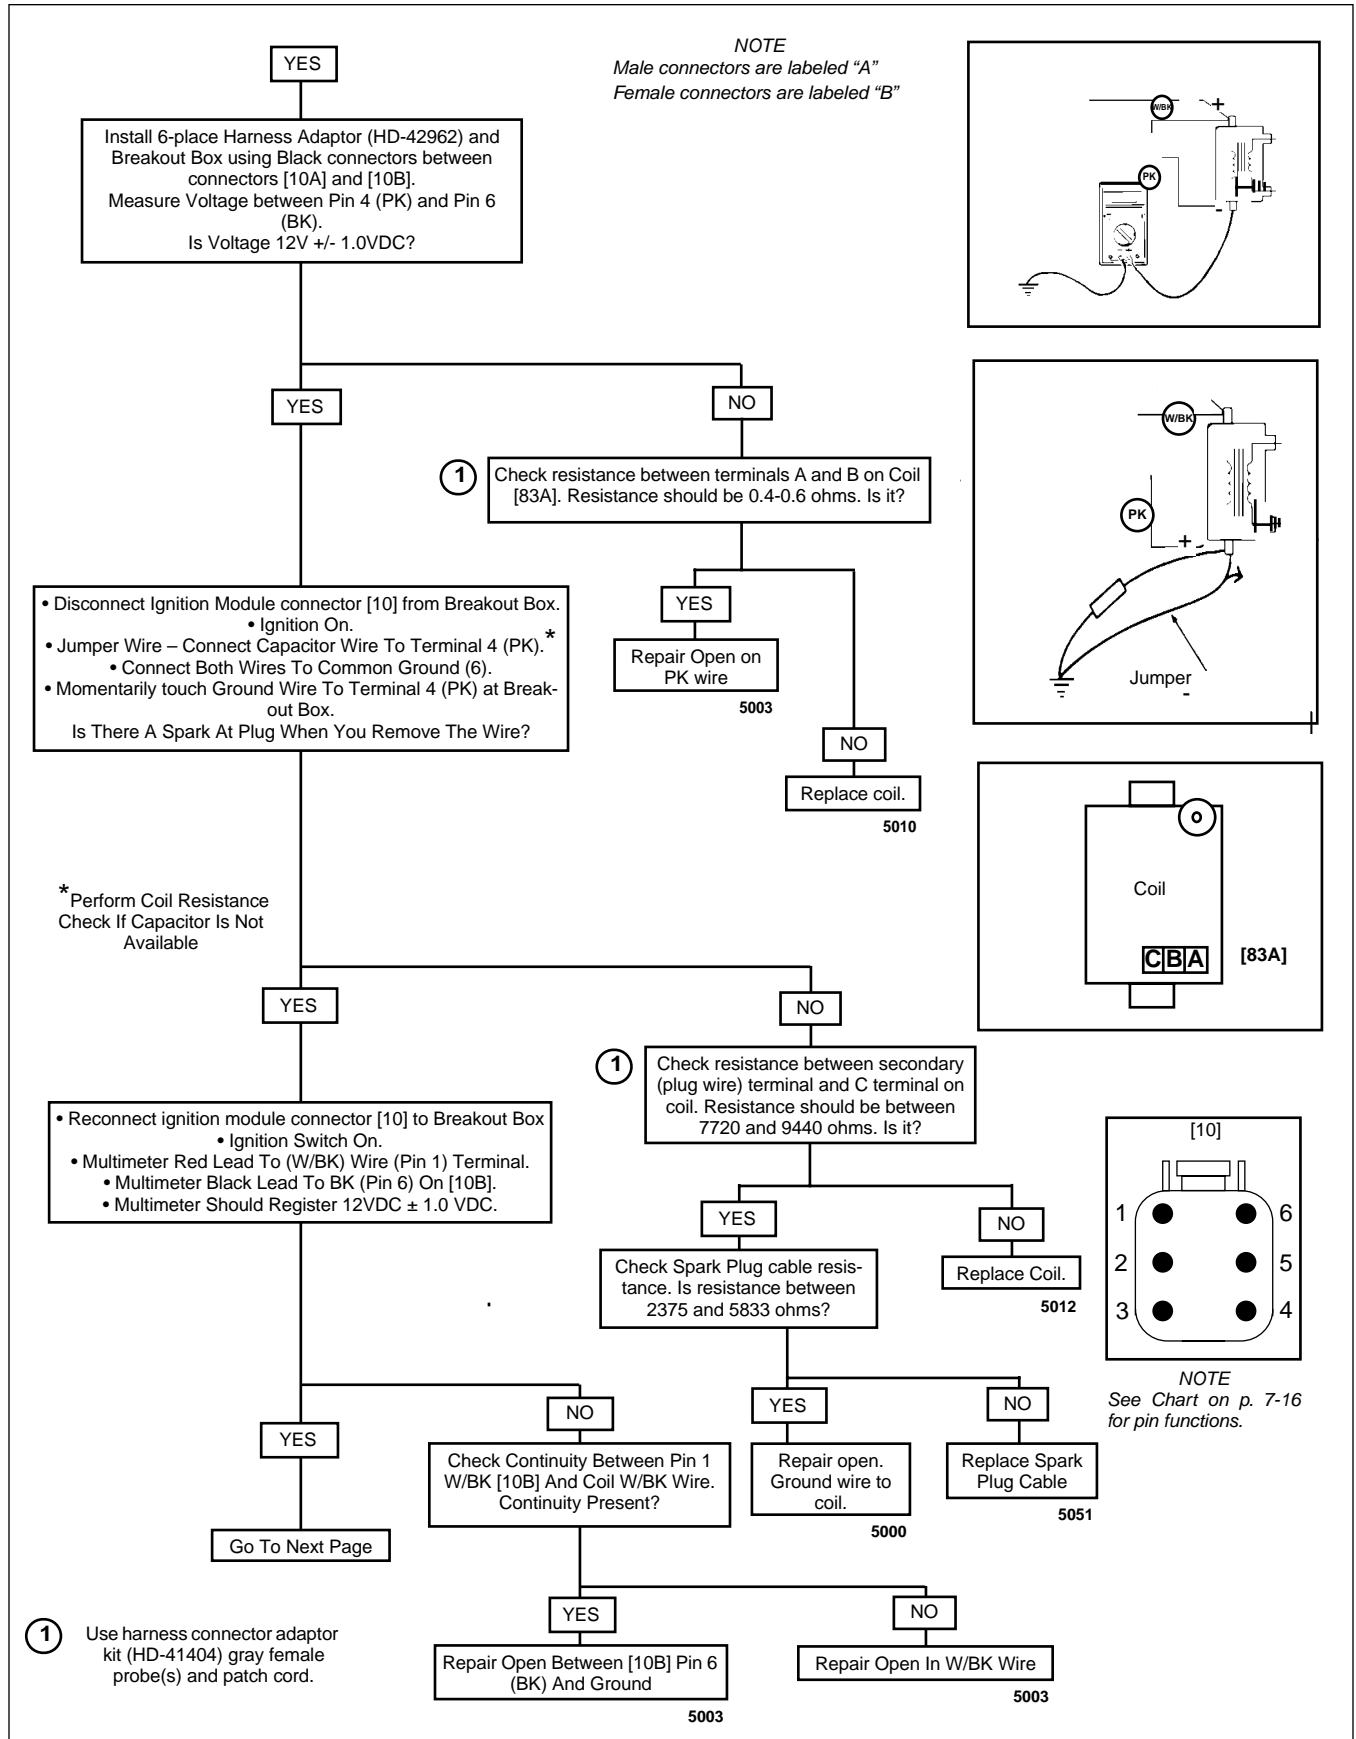 YES
NOTE
Male connectors are labeled “A”
Female connectors are labeled “B”
Install 6-place Harness Adaptor (HD-42962) and
Breakout Box using Black connectors between
connectors [10A] and [10B].
Measure Voltage between Pin 4 (PK) and Pin 6
(BK).
Is Voltage 12V +/- 1.0VDC?
W/BK
+
PK
-
YES
NO
1
Check resistance between terminals A and B on Coil
[83A]. Resistance should be 0.4-0.6 ohms. Is it?
W/BK
PK
+ -
Jumper
-
YES
Repair Open on
PK wire
5003
NO
Replace coil.
5010
• Disconnect Ignition Module connector [10] from Breakout Box.
• Ignition On.
• Jumper Wire – Connect Capacitor Wire To Terminal 4 (PK).*
• Connect Both Wires To Common Ground (6).
• Momentarily touch Ground Wire To Terminal 4 (PK) at Break-
out Box.
Is There A Spark At Plug When You Remove The Wire?
Coil
C B A
[83A]
*Perform Coil Resistance
Check If Capacitor Is Not
Available
YES
NO
1
Check resistance between secondary
(plug wire) terminal and C terminal on
coil. Resistance should be between
7720 and 9440 ohms. Is it?
• Reconnect ignition module connector [10] to Breakout Box
• Ignition Switch On.
• Multimeter Red Lead To (W/BK) Wire (Pin 1) Terminal.
• Multimeter Black Lead To BK (Pin 6) On [10B].
• Multimeter Should Register 12VDC ± 1.0 VDC.
YES
NO
Check Spark Plug cable resis-
tance. Is resistance between
2375 and 5833 ohms?
Replace Coil.
5012
[10]
1 6
2 5
3 4
NOTE
See Chart on p. 7-16
for pin functions.
YES
NO
YES
NO
Check Continuity Between Pin 1
W/BK [10B] And Coil W/BK Wire.
Continuity Present?
Repair open.
Ground wire to
coil.
5000
Replace Spark
Plug Cable
5051
Go To Next Page
YES
NO
Repair Open Between [10B] Pin 6
(BK) And Ground
5003
Repair Open In W/BK Wire
5003
1
Use harness connector adaptor
kit (HD-41404) gray female
probe(s) and patch cord.